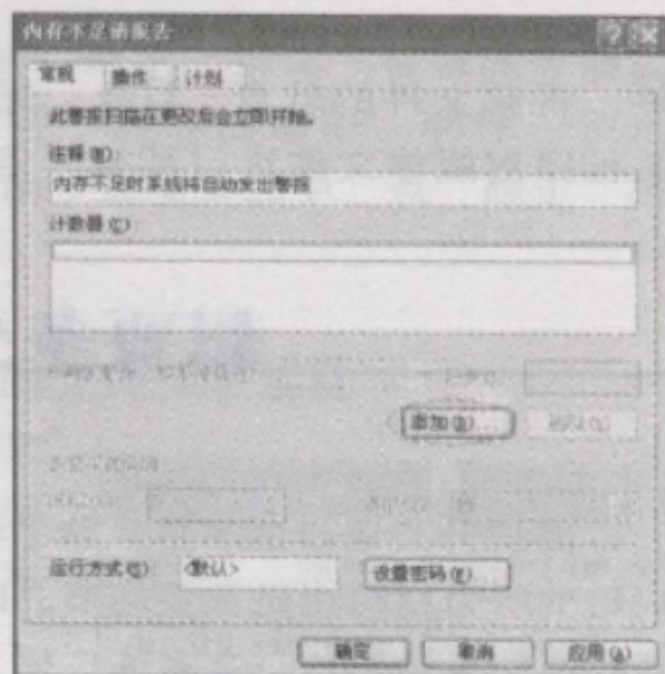 内存不足请报告
常规 操作 计划
此警报扫描在更改后会立即开始。
注释(M):
内存不足时系统将自动发出警报
计数器(C):
添加(D)...
运行方式(S) <默认> 设置密码(E)...
确定 取消 应用(A)